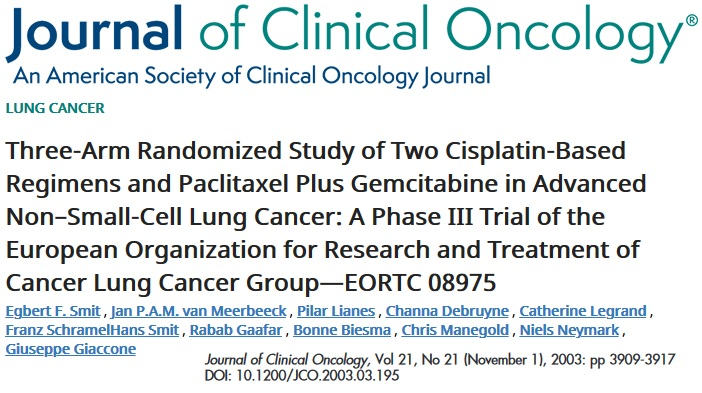 Journal of Clinical Oncology®
An American Society of Clinical Oncology Journal
LUNG CANCER
Three-Arm Randomized Study of Two Cisplatin-Based
Regimens and Paclitaxel Plus Gemcitabine in Advanced
Non–Small-Cell Lung Cancer: A Phase III Trial of the
European Organization for Research and Treatment of
Cancer Lung Cancer Group—EORTC 08975
Egbert F. Smit , Jan P.A.M. van Meerbeeck , Pilar Lianes , Channa Debruyne , Catherine Legrand ,
Franz SchramelHans Smit , Rabab Gaafar , Bonne Biesma , Chris Manegold , Niels Neymark ,
Giuseppe Giaccone
Journal of Clinical Oncology, Vol 21, No 21 (November 1), 2003: pp 3909-3917
DOI: 10.1200/JCO.2003.03.195